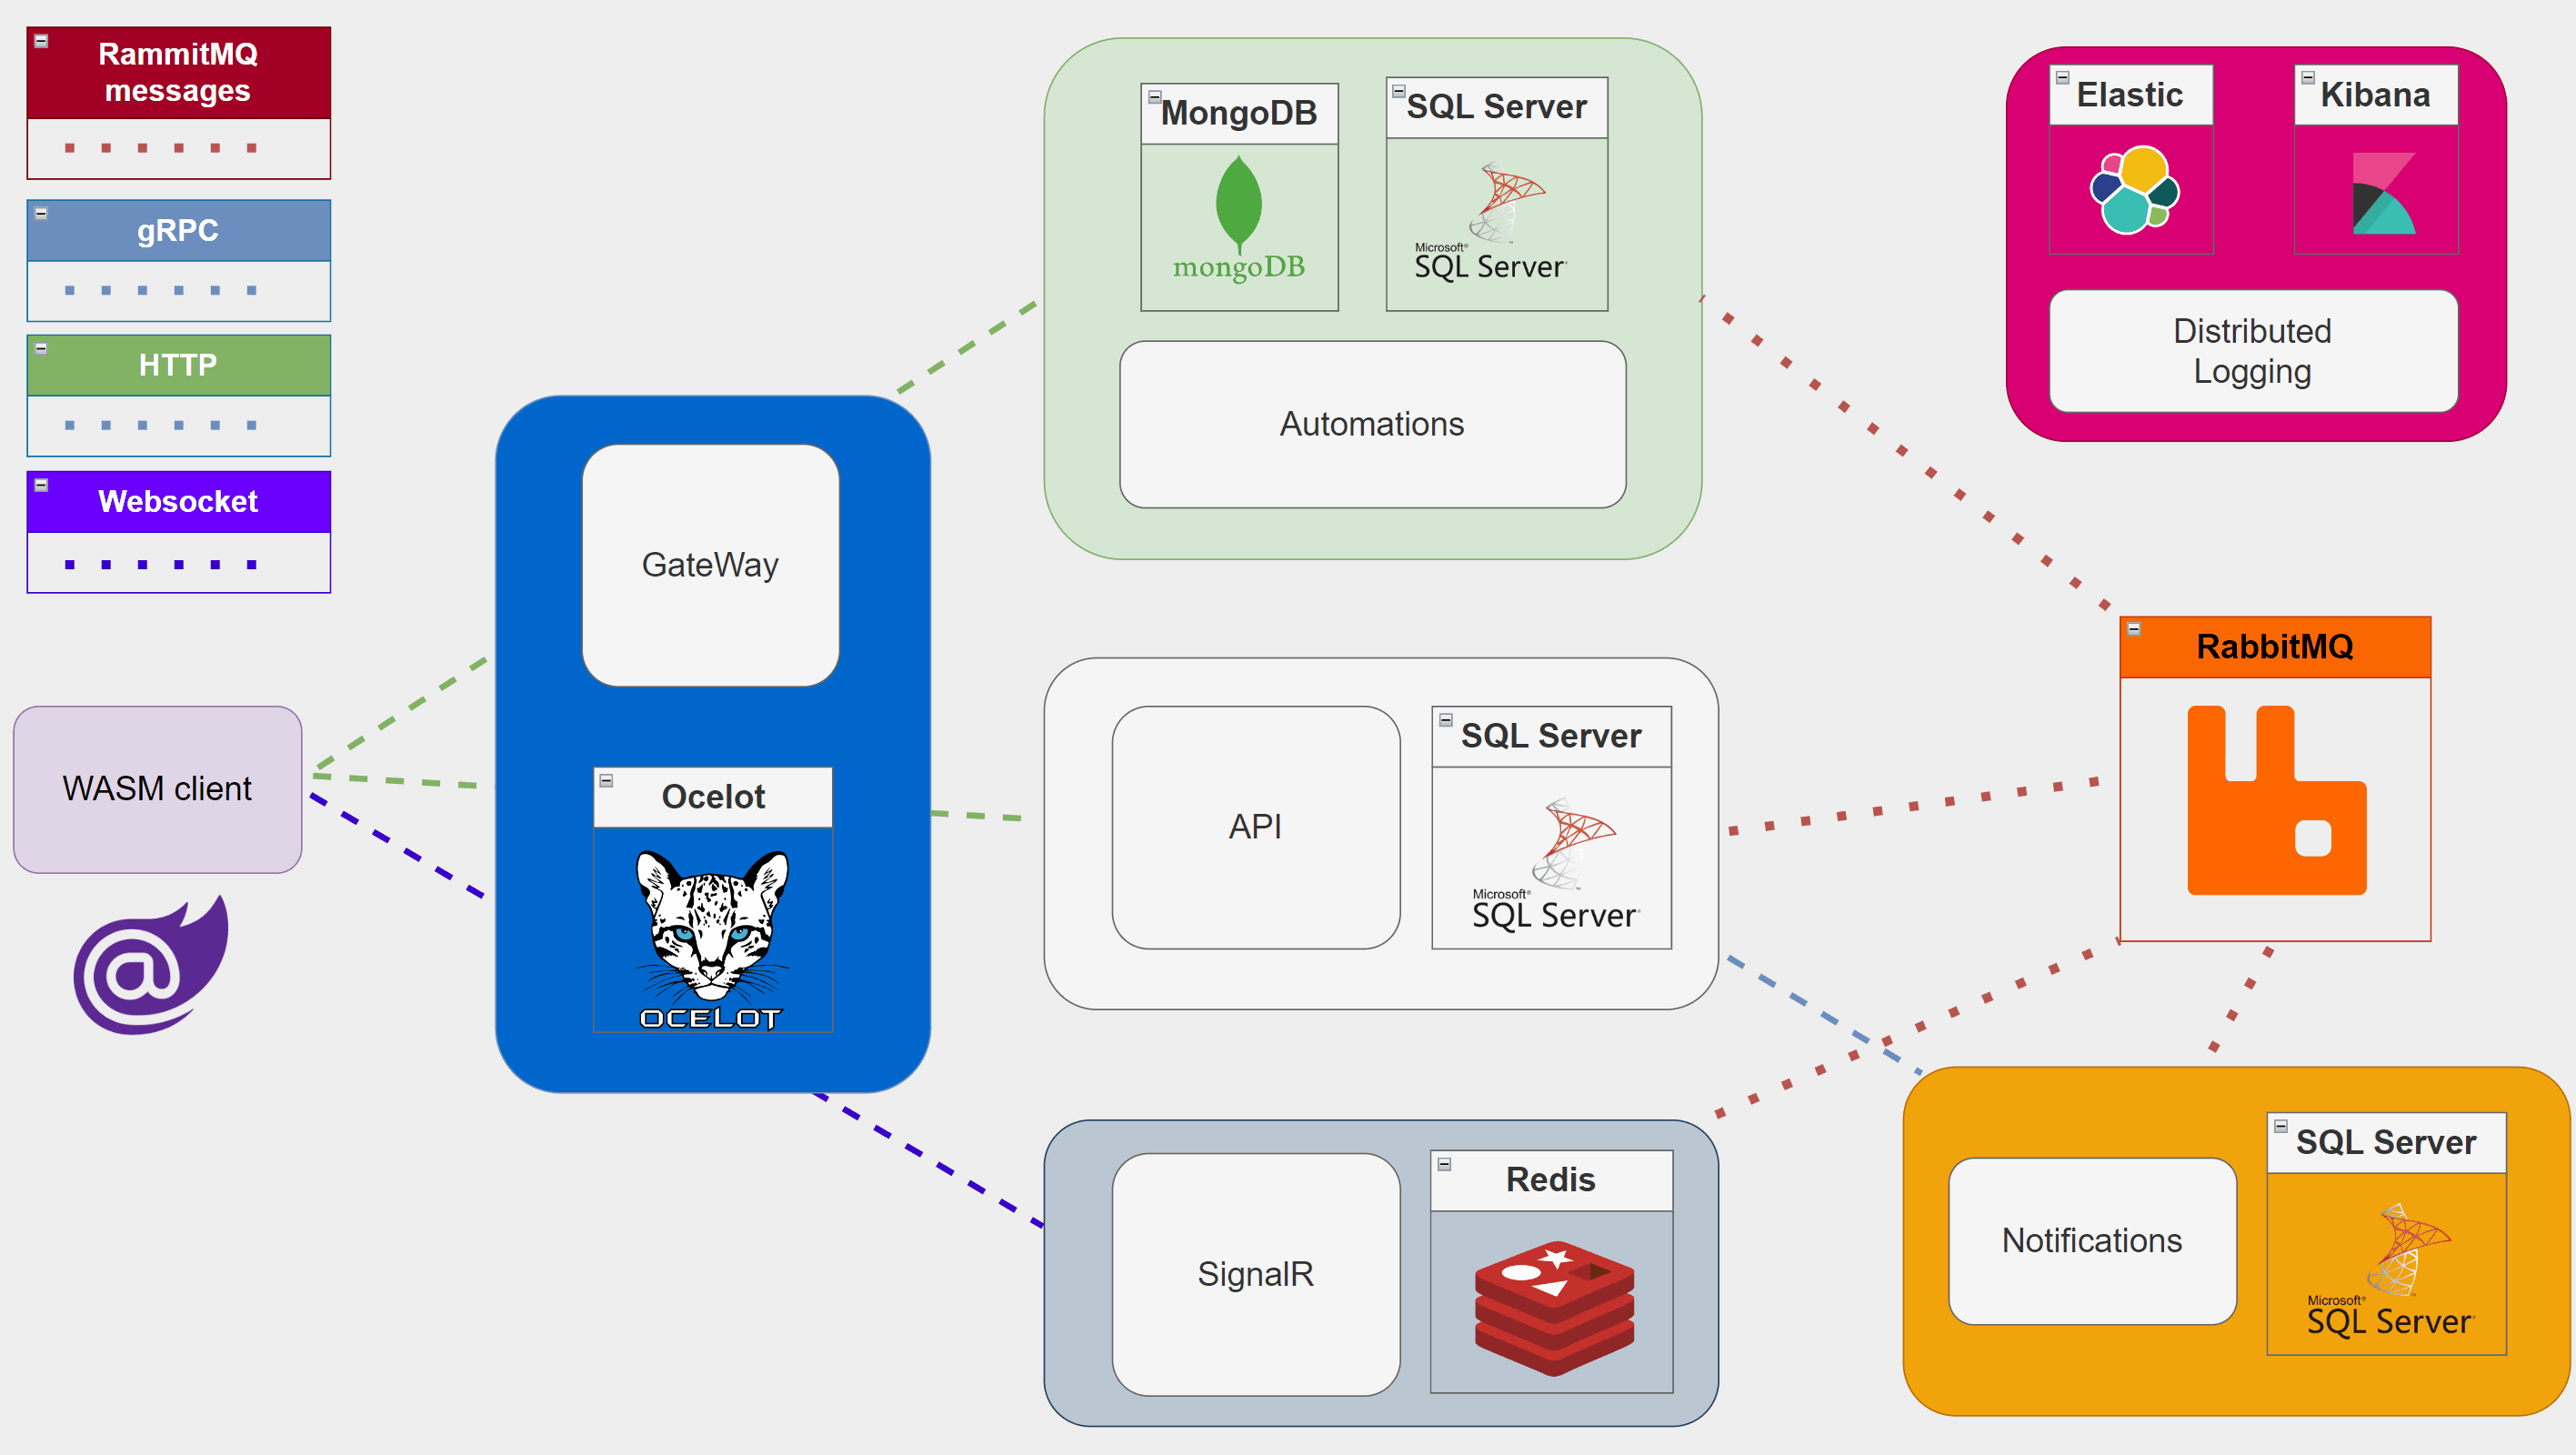 RammitMQ
messages
gRPC
HTTP
Websocket
WASM client
GateWay
Ocelot
OCELOT
MongoDB
mongoDB
SQL Server
Microsoft®
SQL Server
Automations
API
SQL Server
Microsoft®
SQL Server
SignalR
Redis
Elastic
Kibana
Distributed
Logging
RabbitMQ
Notifications
SQL Server
Microsoft®
SQL Server